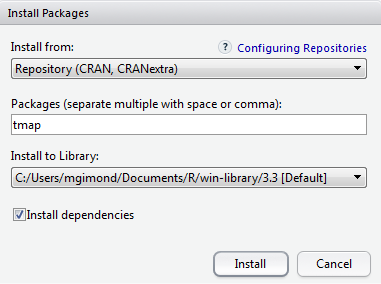 Install Packages
Install from:
? Configuring Repositories
Repository (CRAN, CRANextra)
Packages (separate multiple with space or comma):
tmap
Install to Library:
C:/Users/mgimond/Documents/R/win-library/3.3 [Default]
Install dependencies
Install Cancel